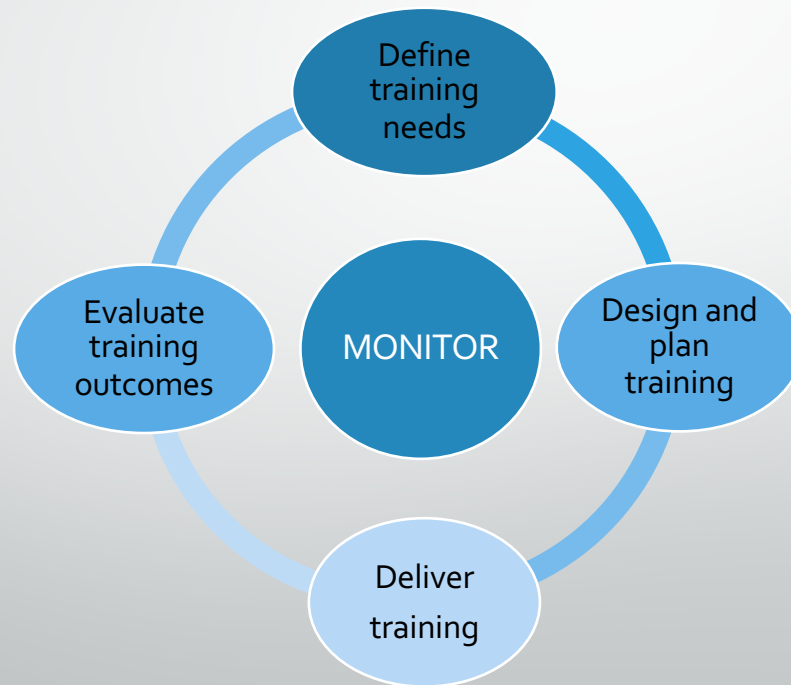 Define
training
needs
Design and
plan
training
Deliver
training
Evaluate
training
outcomes
MONITOR